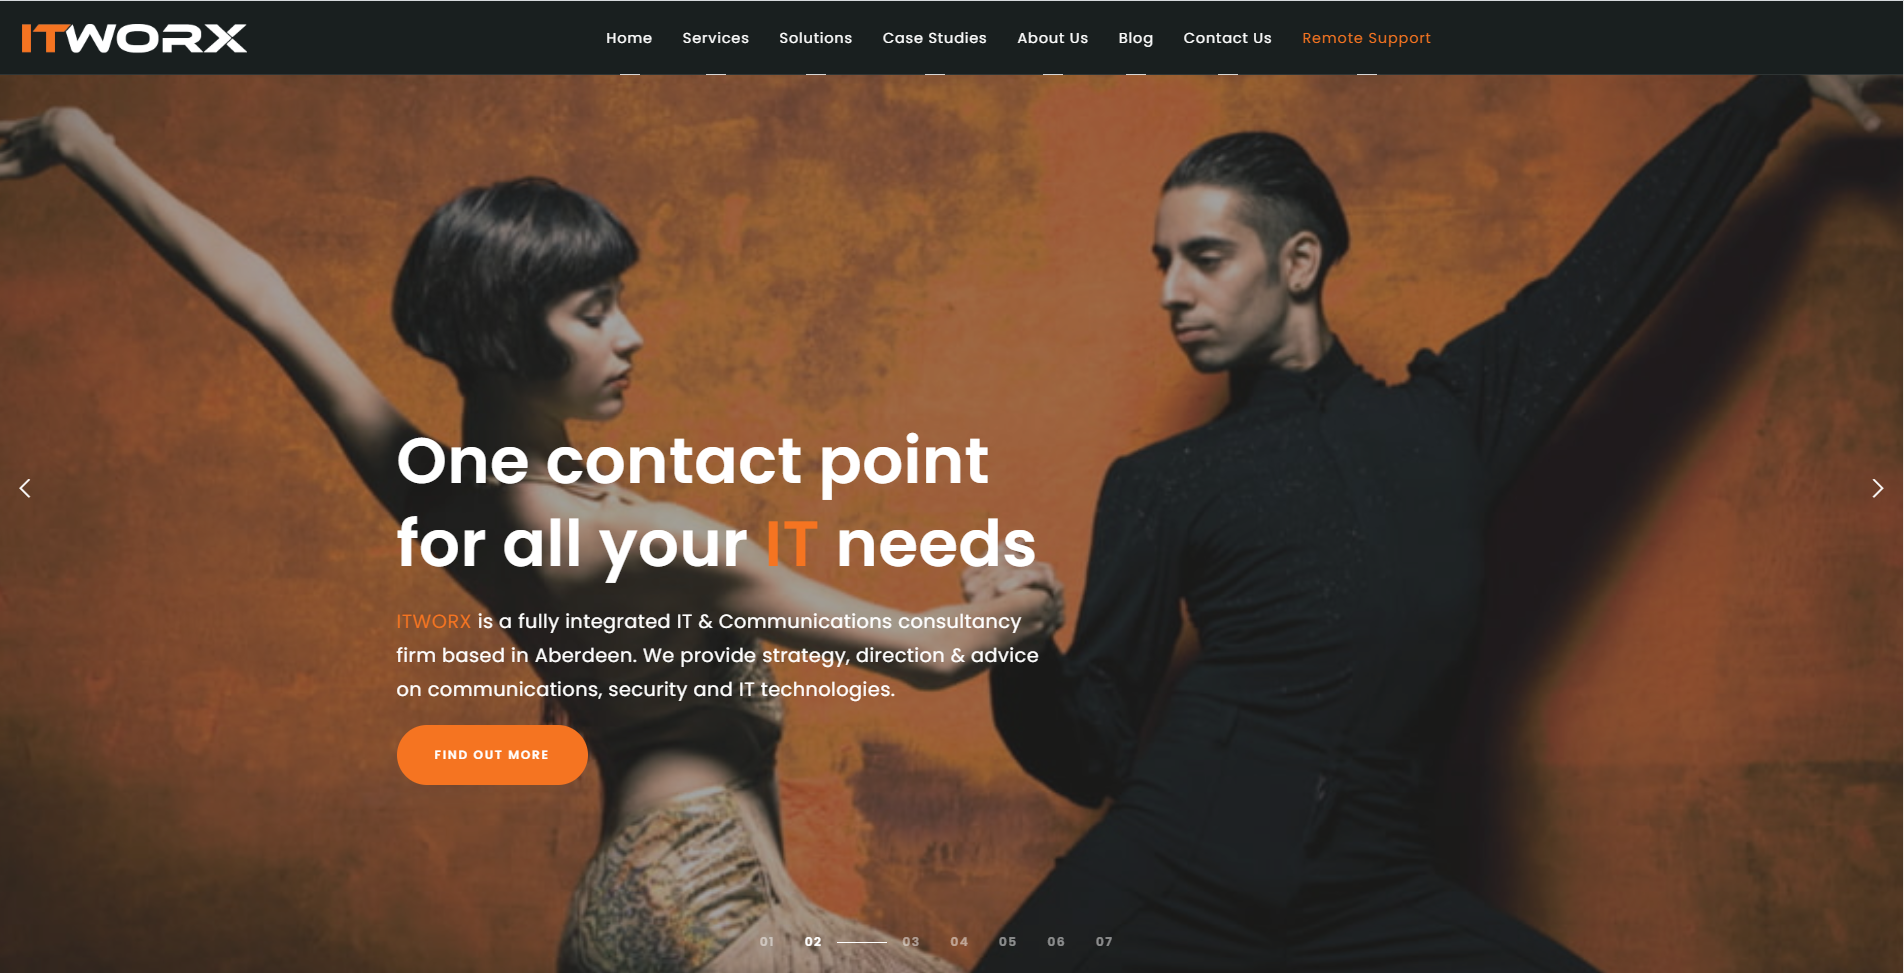 ITWORX
Home Services Solutions Case Studies About Us Blog Contact Us Remote Support
One contact point
for all your IT needs
ITWORX is a fully integrated IT & Communications consultancy
firm based in Aberdeen. We provide strategy, direction & advice
on communications, security and IT technologies.
FIND OUT MORE
01 02 03 04 05 06 07